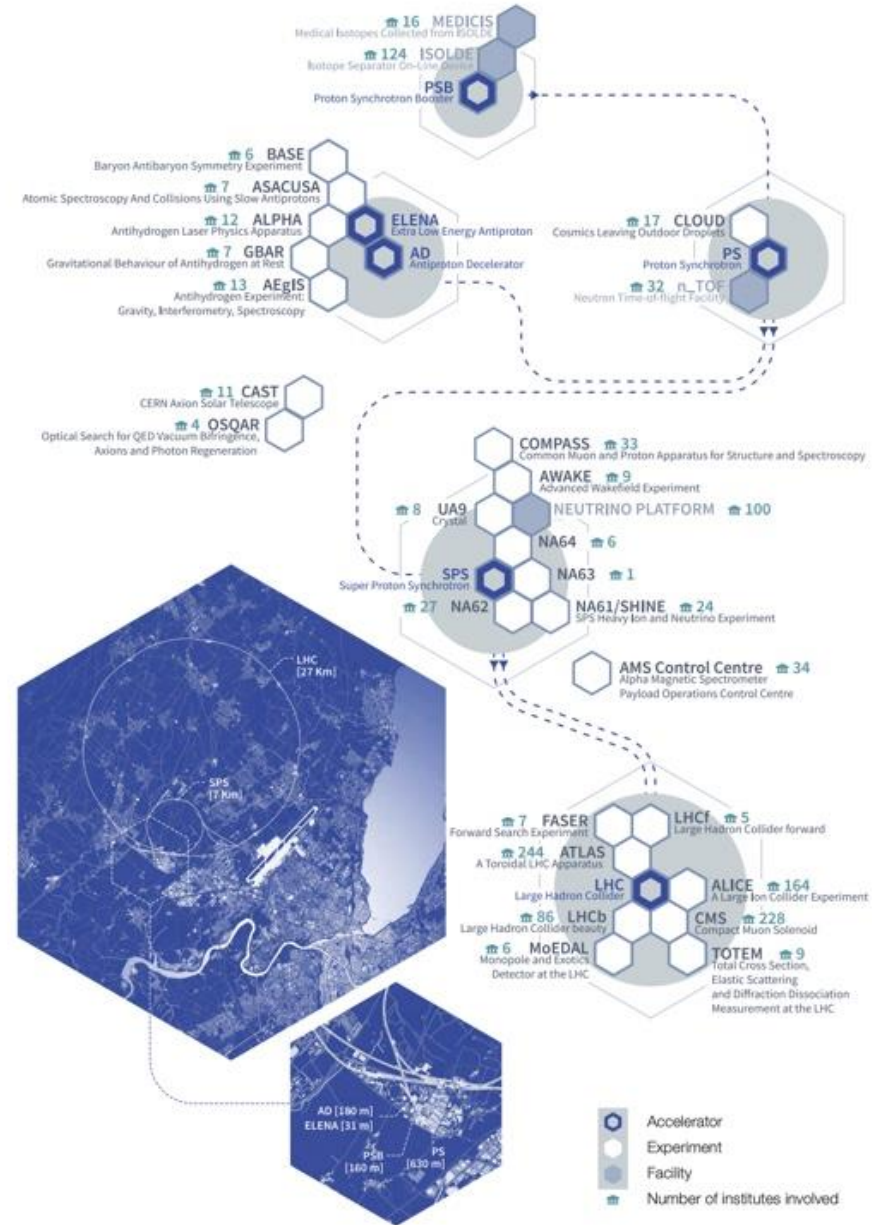 16 MEDICIS
Medical Isotopes Collected from ISOLDE
124 ISOLDE
Isotope Separator On-Line Device
PSB
Proton Synchrotron Booster
6 BASE
Baryon Antibaryon Symmetry Experiment
7 ASACUSA
Atomic Spectroscopy And Collisions Using Slow Antiprotons
12 ALPHA
Antihydrogen Laser Physics Apparatus
7 GBAR
Gravitational Behaviour of Antihydrogen at Rest
13 AEgIS
Antihydrogen Experiment:
Gravity, Interferometry, Spectroscopy
ELENA
Extra Low Energy Antiproton
AD
Antiproton Decelerator
17 CLOUD
Cosmics Leaving Outdoor Droplets
PS
Proton Synchrotron
32 n_TOF
Neutron Time-of-flight Facility
11 CAST
CERN Axion Solar Telescope
4 OSQAR
Optical Search for QED Vacuum Bifringence,
Axions and Photon Regeneration
COMPASS 33
Common Muon and Proton Apparatus for Structure and Spectroscopy
AWAKE 9
Advanced Wakefield Experiment
8 UA9
Crystal
NEUTRINO PLATFORM 100
NA64 6
SPS
Super Proton Synchrotron
NA63 1
27 NA62
NA61/SHINE 24
SPS Heavy Ion and Neutrino Experiment
AMS Control Centre 34
Alpha Magnetic Spectrometer
Payload Operations Control Centre
LHC
[27 Km]
SPS
[7 Km]
7 FASER
Forward Search Experiment
LHCf 5
Large Hadron Collider forward
244 ATLAS
A Toroidal LHC Apparatus
LHC
Large Hadron Collider
ALICE 164
A Large Ion Collider Experiment
86 LHCb
Large Hadron Collider beauty
CMS 228
Compact Muon Solenoid
6 MoEDAL
Monopole and Exotics
Detector at the LHC
TOTEM 9
Total Cross Section,
Elastic Scattering
and Diffraction Dissociation
Measurement at the LHC
AD [180 m]
ELENA [31 m]
PSB
[160 m]
PS
[630 m]
Accelerator
Experiment
Facility
Number of institutes involved